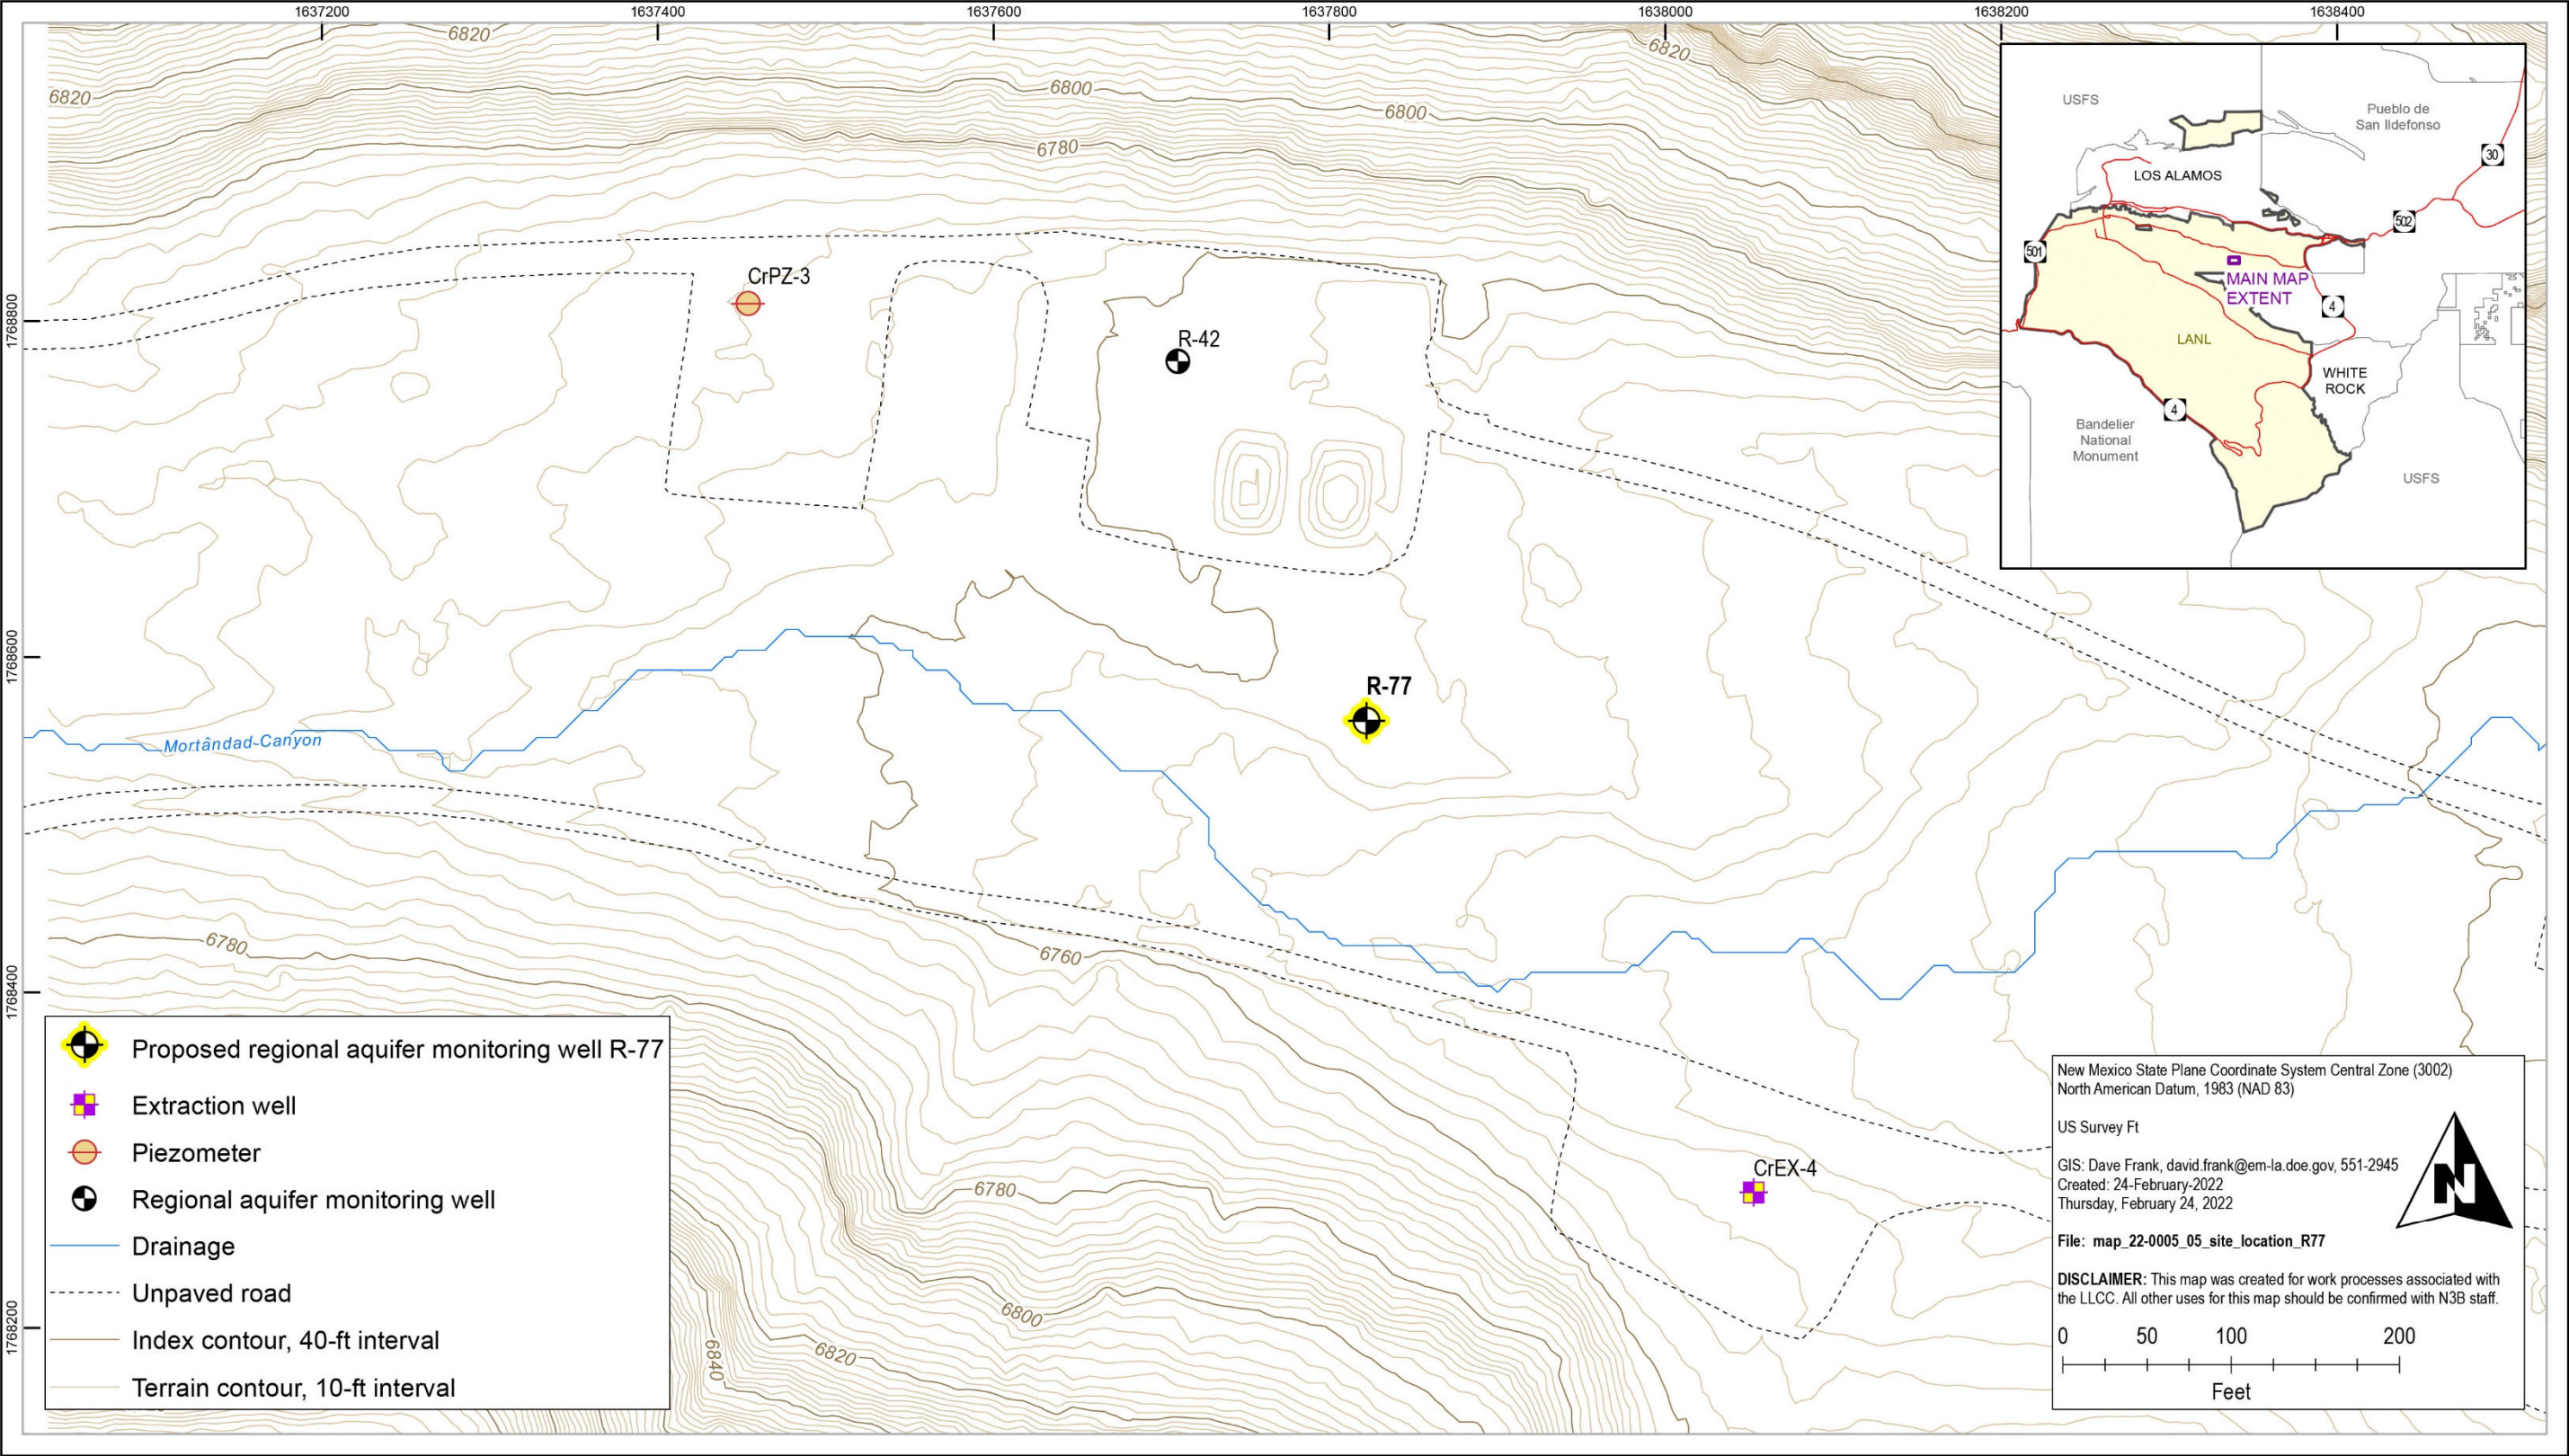 1637200
1637400
1637600
1637800
1638000
1638200
1638400
6820
6820
6820
6800
6800
6780
USFS
Pueblo de
San Ildefonso
30
LOS ALAMOS
502
501
MAIN MAP
EXTENT
4
LANL
WHITE
ROCK
4
Bandelier
National
Monument
USFS
1768800
CrPZ-3
R-42
1768600
R-77
Mortândad-Canyon
1768400
6780
6760
1768200
6780
6800
6820
6840
CrEX-4
Proposed regional aquifer monitoring well R-77
Extraction well
Piezometer
Regional aquifer monitoring well
Drainage
Unpaved road
Index contour, 40-ft interval
Terrain contour, 10-ft interval
New Mexico State Plane Coordinate System Central Zone (3002)
North American Datum, 1983 (NAD 83)
US Survey Ft
GIS: Dave Frank, david.frank@em-la.doe.gov, 551-2945
Created: 24-February-2022
Thursday, February 24, 2022
N
File: map_22-0005_05_site_location_R77
DISCLAIMER: This map was created for work processes associated with
the LLCC. All other uses for this map should be confirmed with N3B staff.
0 50 100 200
Feet